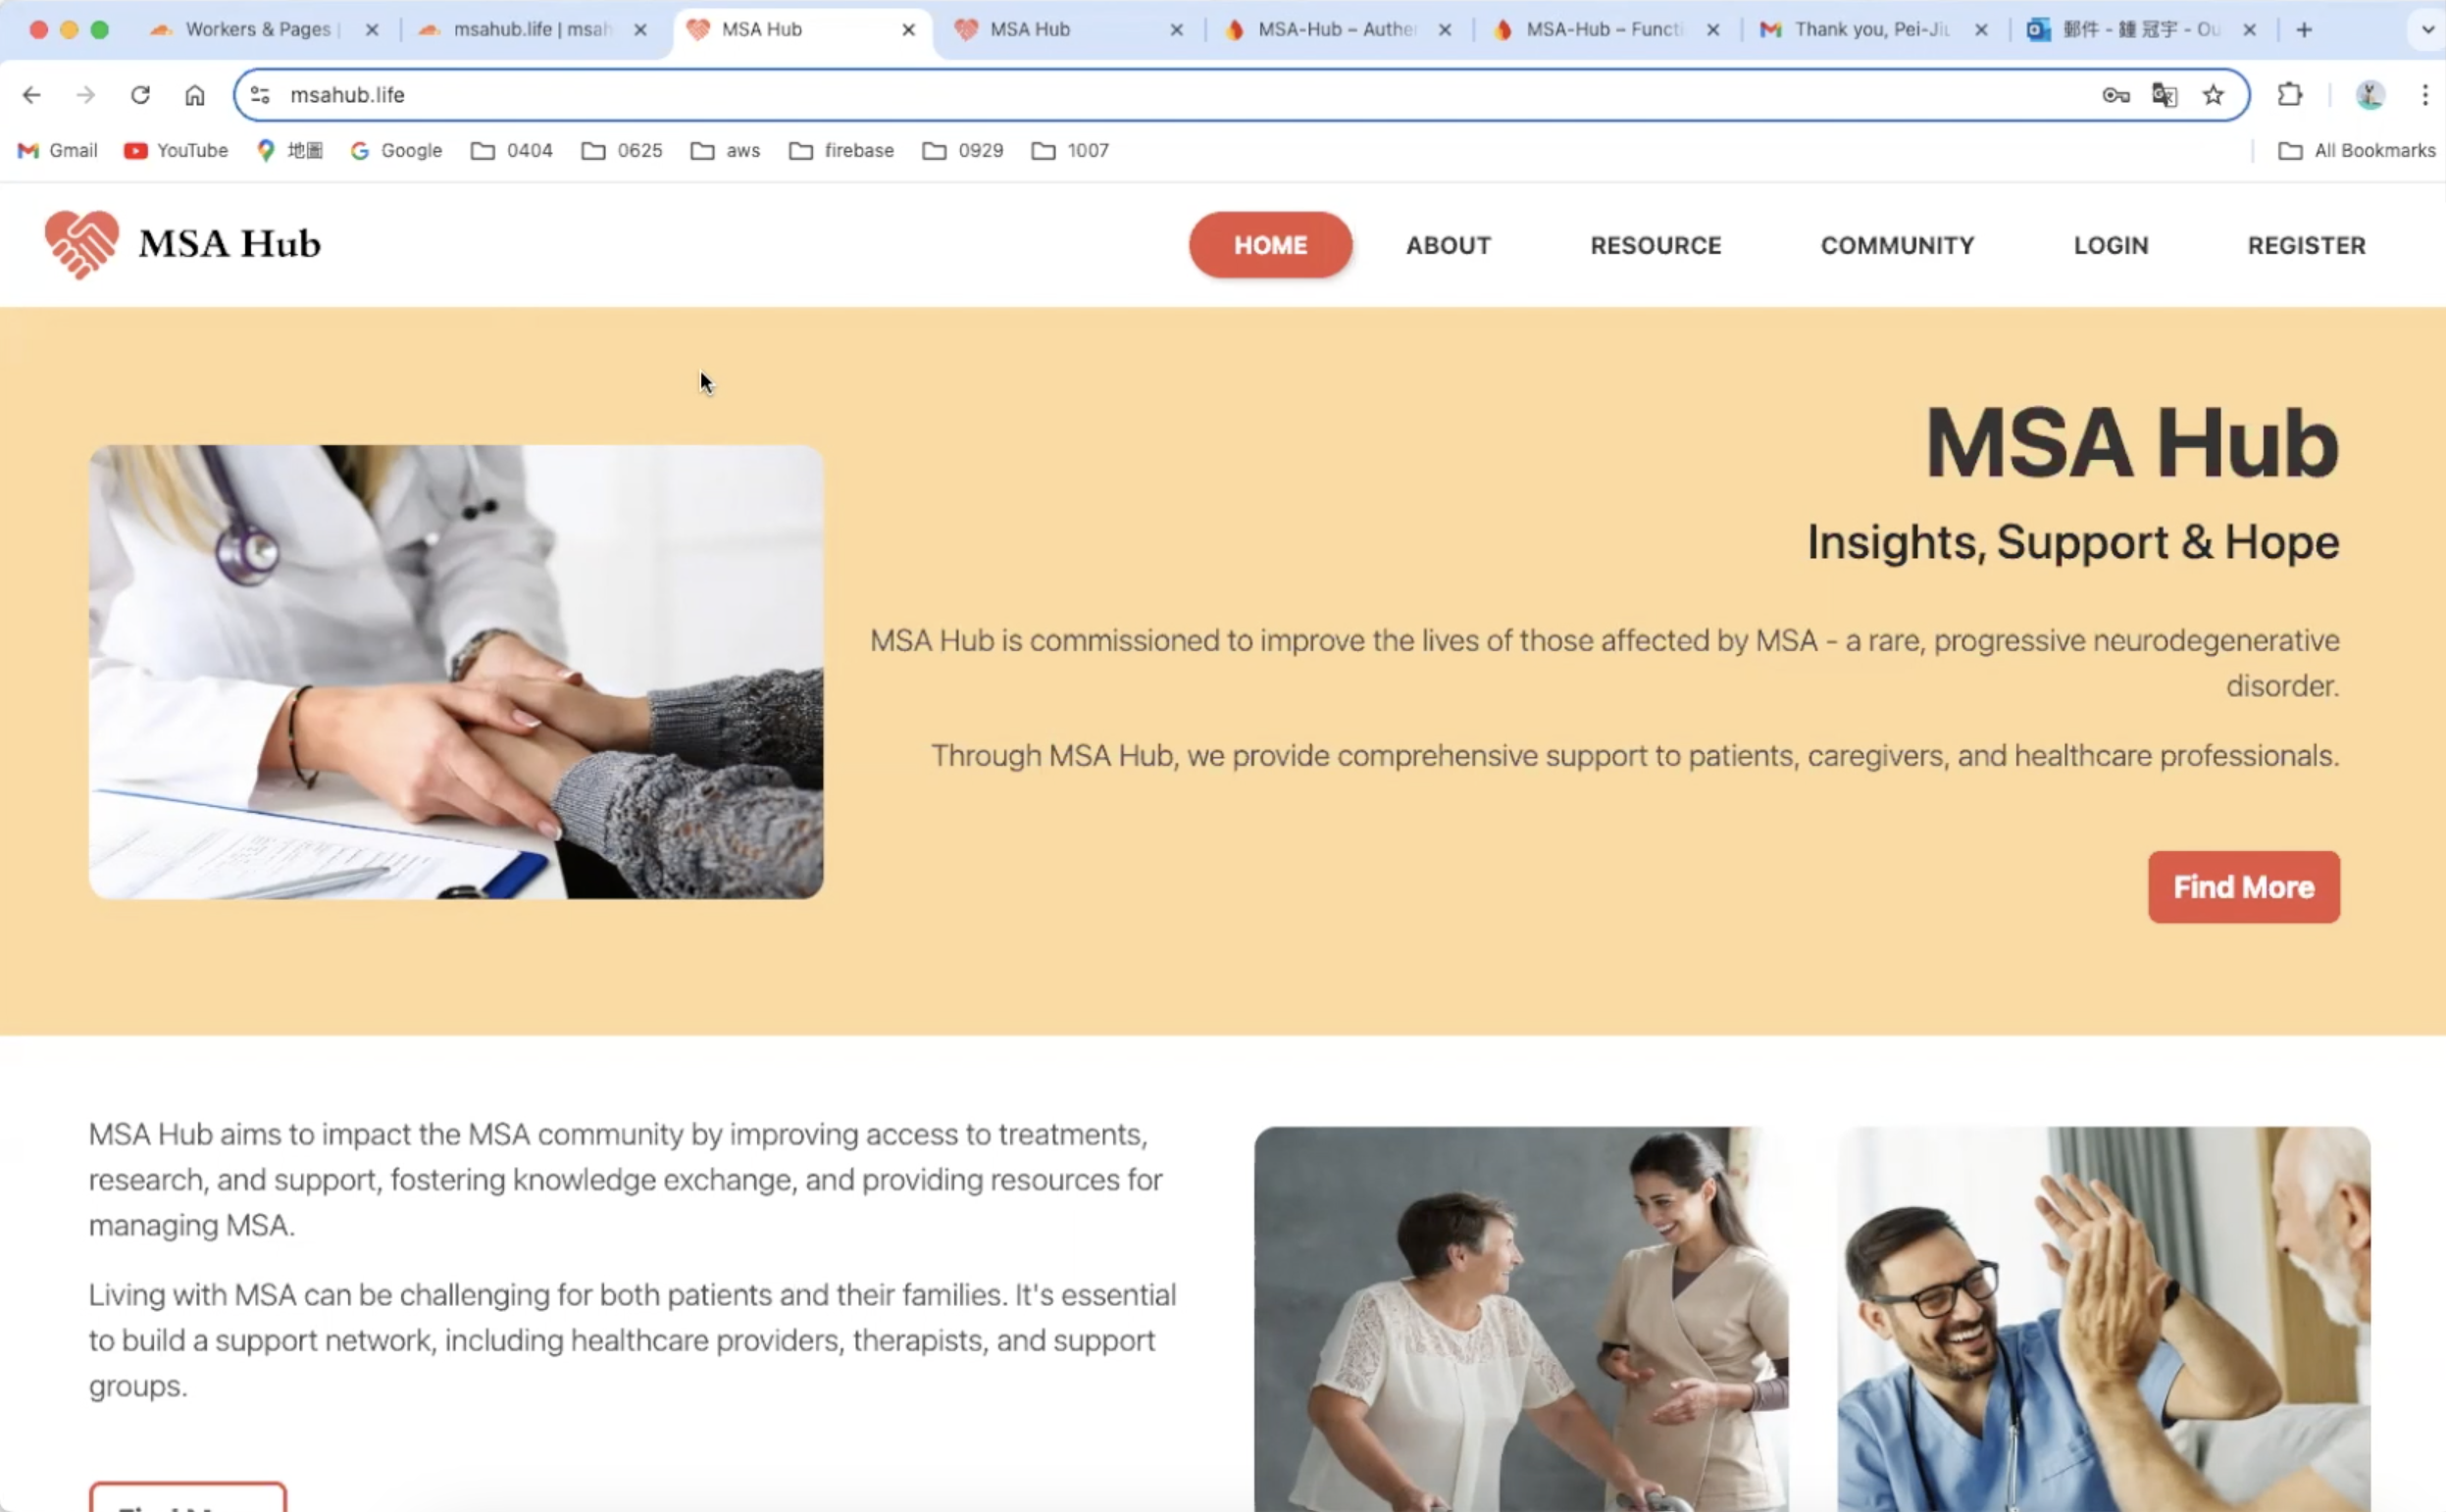 Workers & Pages |
msahub.life | msah
MSA Hub
MSA Hub
MSA-Hub – Authe
MSA-Hub – Functi
Thank you, Pei-Ji
郵件 - 鍾 冠宇 - Ou
msahub.life
Gmail
YouTube
地圖
Google
0404
0625
aws
firebase
0929
1007
All Bookmarks
MSA Hub
HOME
ABOUT
RESOURCE
COMMUNITY
LOGIN
REGISTER
MSA Hub
Insights, Support & Hope
MSA Hub is commissioned to improve the lives of those affected by MSA - a rare, progressive neurodegenerative
disorder.
Through MSA Hub, we provide comprehensive support to patients, caregivers, and healthcare professionals.
Find More
MSA Hub aims to impact the MSA community by improving access to treatments,
research, and support, fostering knowledge exchange, and providing resources for
managing MSA.
Living with MSA can be challenging for both patients and their families. It's essential
to build a support network, including healthcare providers, therapists, and support
groups.